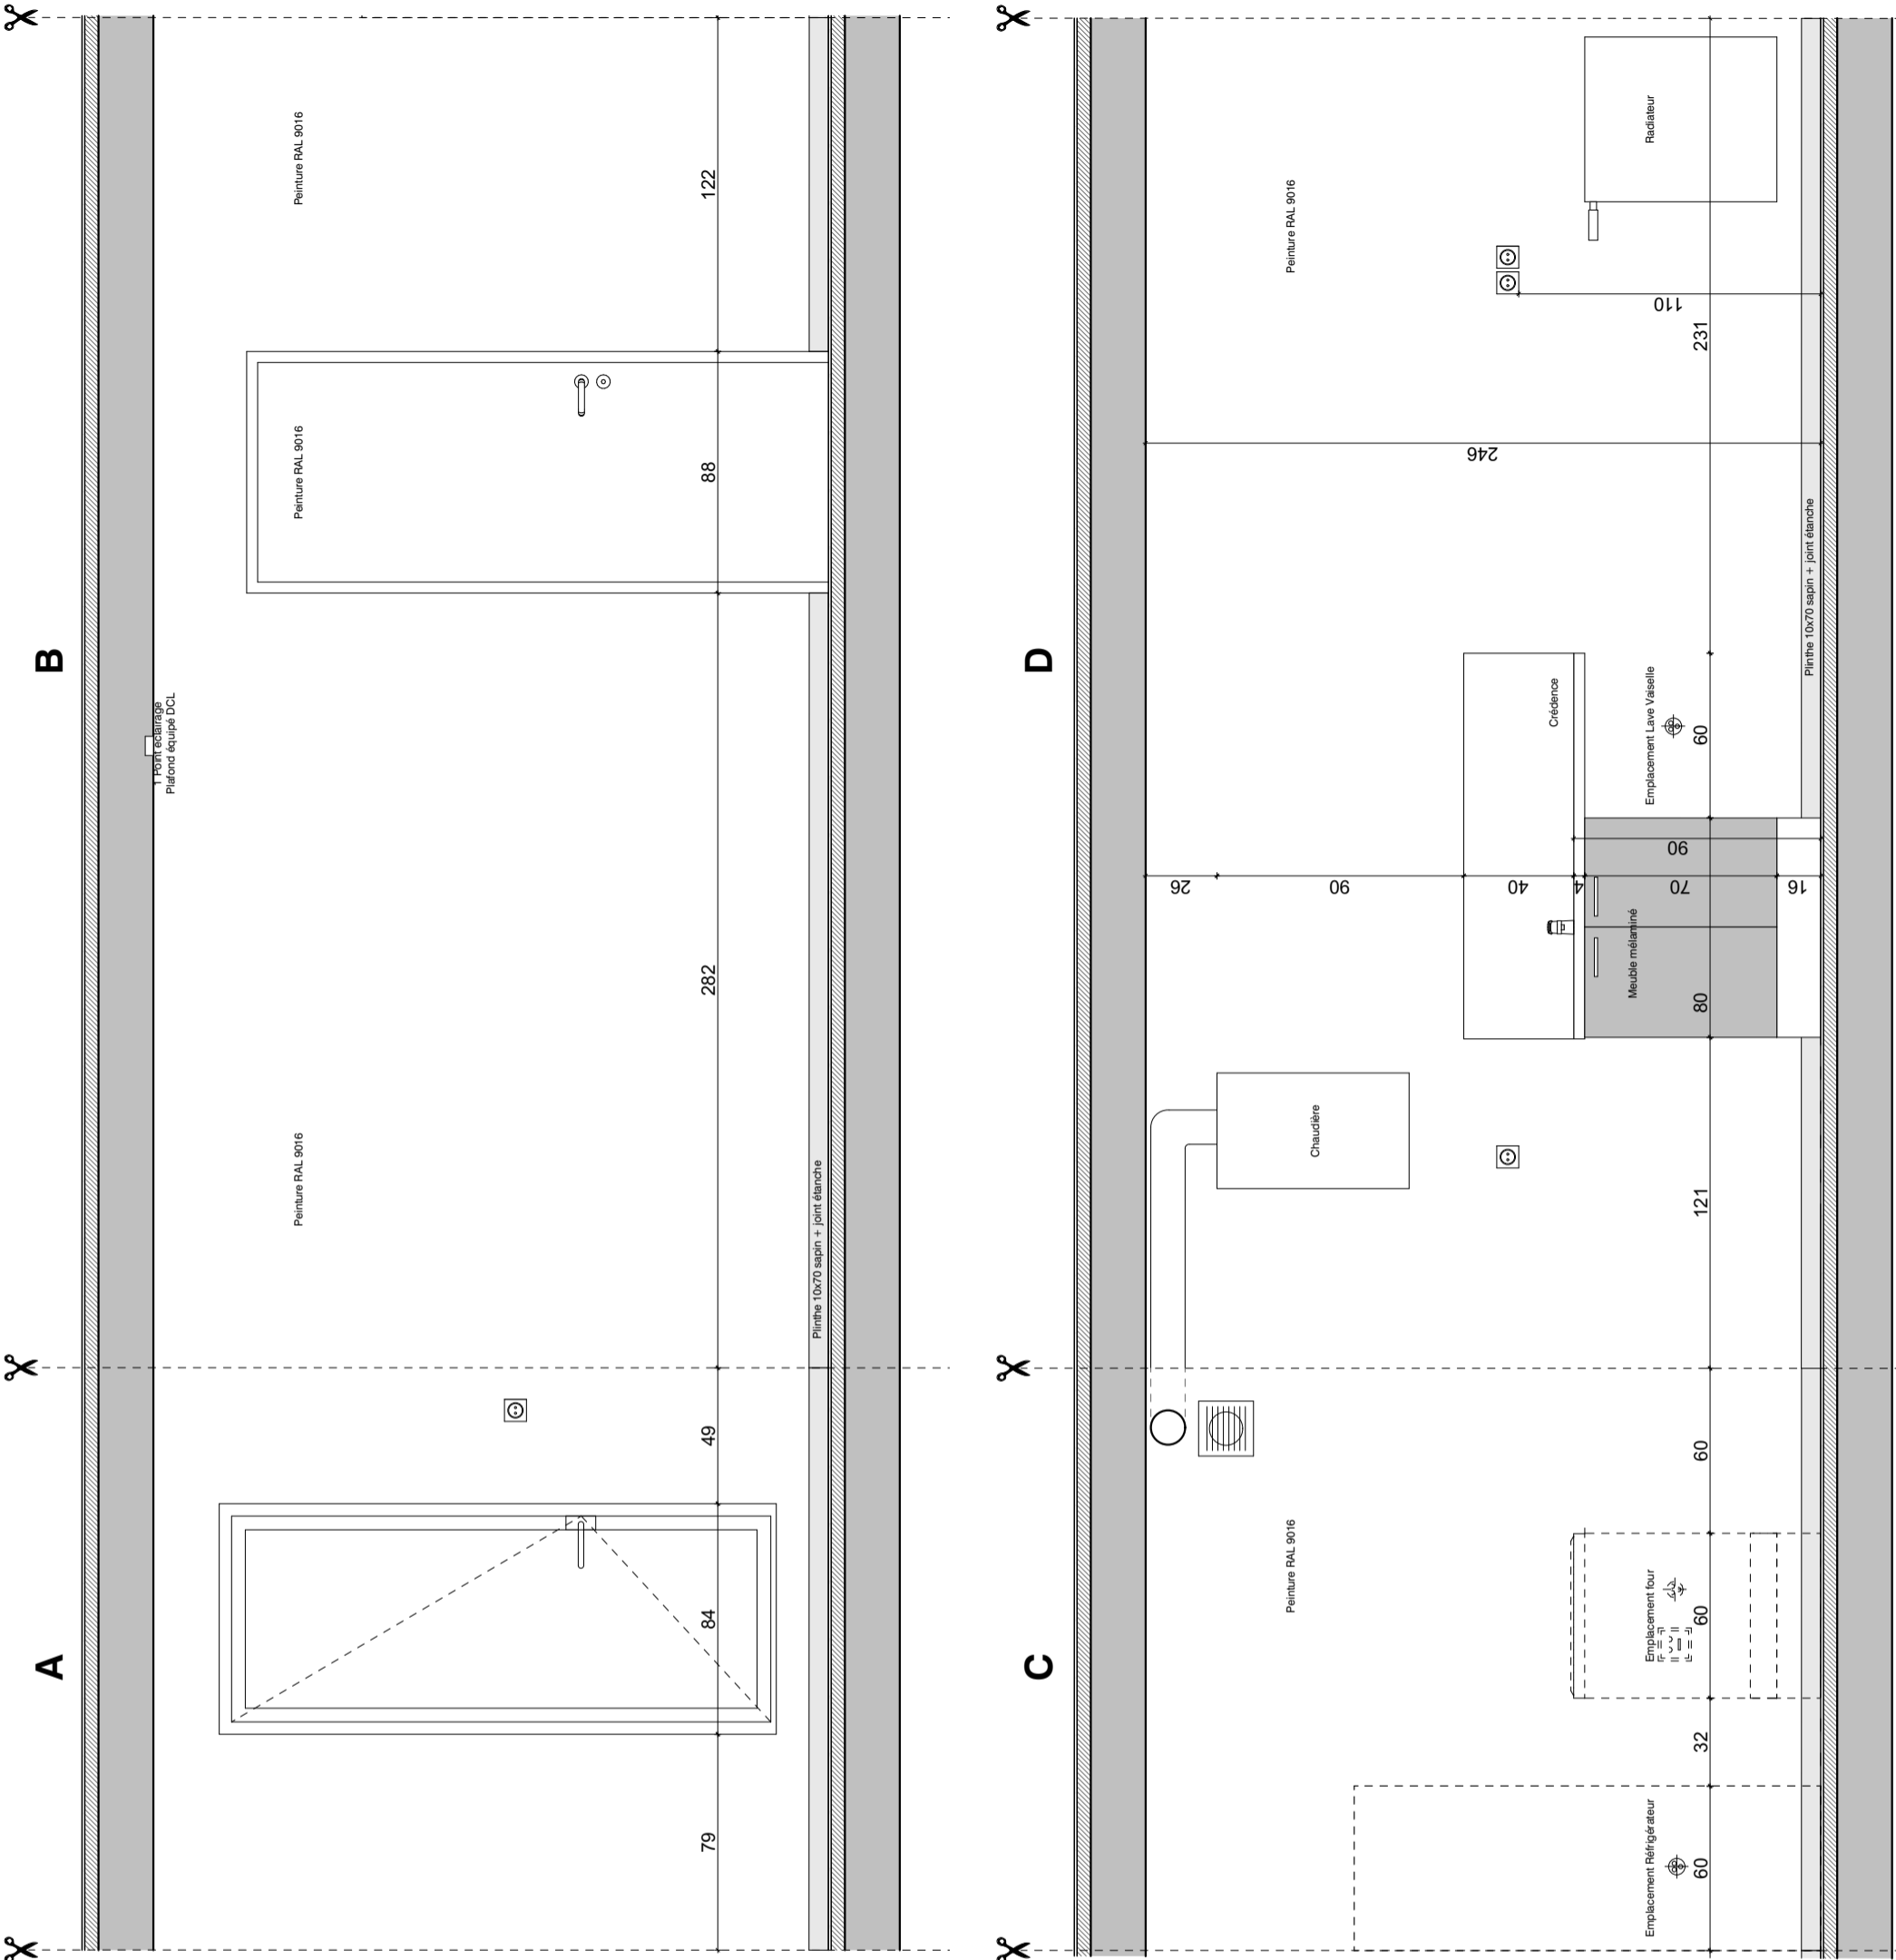 A
B
Peinture RAL 9016
Peinture RAL 9016
Peinture RAL 9016
1 Point éclairage
Plafond équipé DCL
79
84
49
282
88
122
Plinthe 10x70 sapin + joint étanche
C
D
Peinture RAL 9016
Peinture RAL 9016
Chaudière
Crédence
Meuble mélaminé
Emplacement Réfrigérateur
Emplacement four
Emplacement Lave Vaiselle
Radiateur
26
90
40
4
70
16
90
246
110
60
32
60
60
121
80
60
231
Plinthe 10x70 sapin + joint étanche